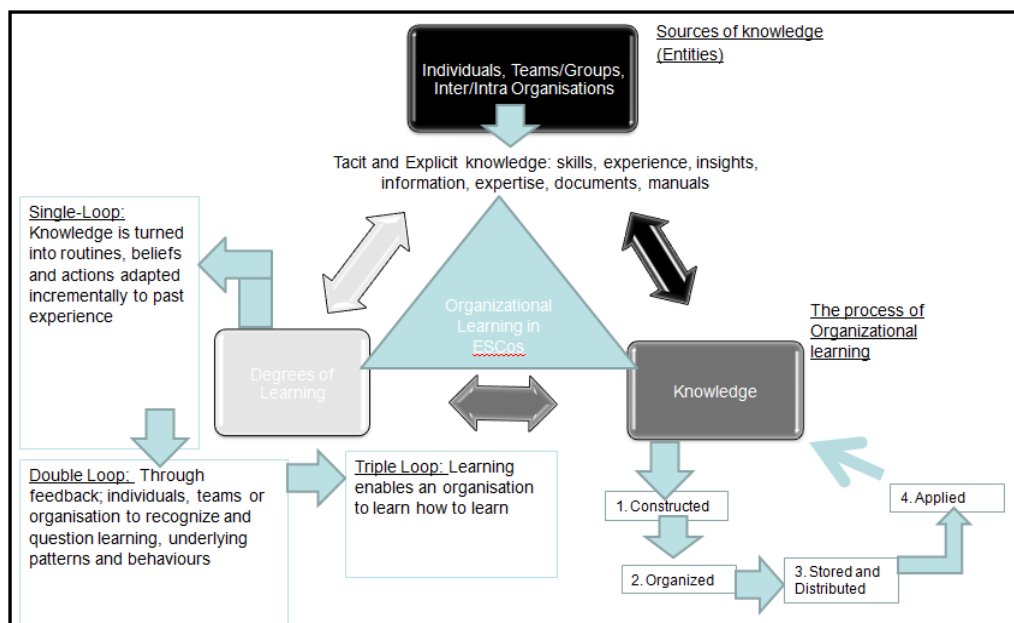 Sources of knowledge
(Entities)
Individuals, Teams/Groups,
Inter/Intra Organisations
Tacit and Explicit knowledge: skills, experience, insights,
information, expertise, documents, manuals
Single-Loop:
Knowledge is turned
into routines, beliefs
and actions adapted
incrementally to past
experience
Organizational
Learning in
ESCos
The process of
Organizational
learning
Degrees of
Learning
Knowledge
Double Loop: Through
feedback; individuals, teams or
organisation to recognize and
question learning, underlying
patterns and behaviours
Triple Loop: Learning
enables an organisation
to learn how to learn
1. Constructed
2. Organized
3. Stored and
Distributed
4. Applied